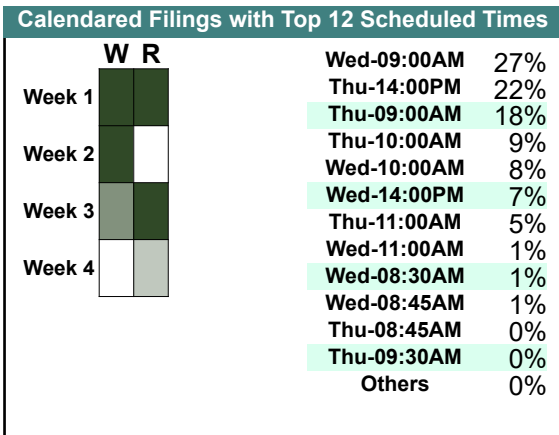 Calendared Filings with Top 12 Scheduled Times
W R
Week 1
Week 2
Week 3
Week 4
Wed-09:00AM 27%
Thu-14:00PM 22%
Thu-09:00AM 18%
Thu-10:00AM 9%
Wed-10:00AM 8%
Wed-14:00PM 7%
Thu-11:00AM 5%
Wed-11:00AM 1%
Wed-08:30AM 1%
Wed-08:45AM 1%
Thu-08:45AM 0%
Thu-09:30AM 0%
Others 0%